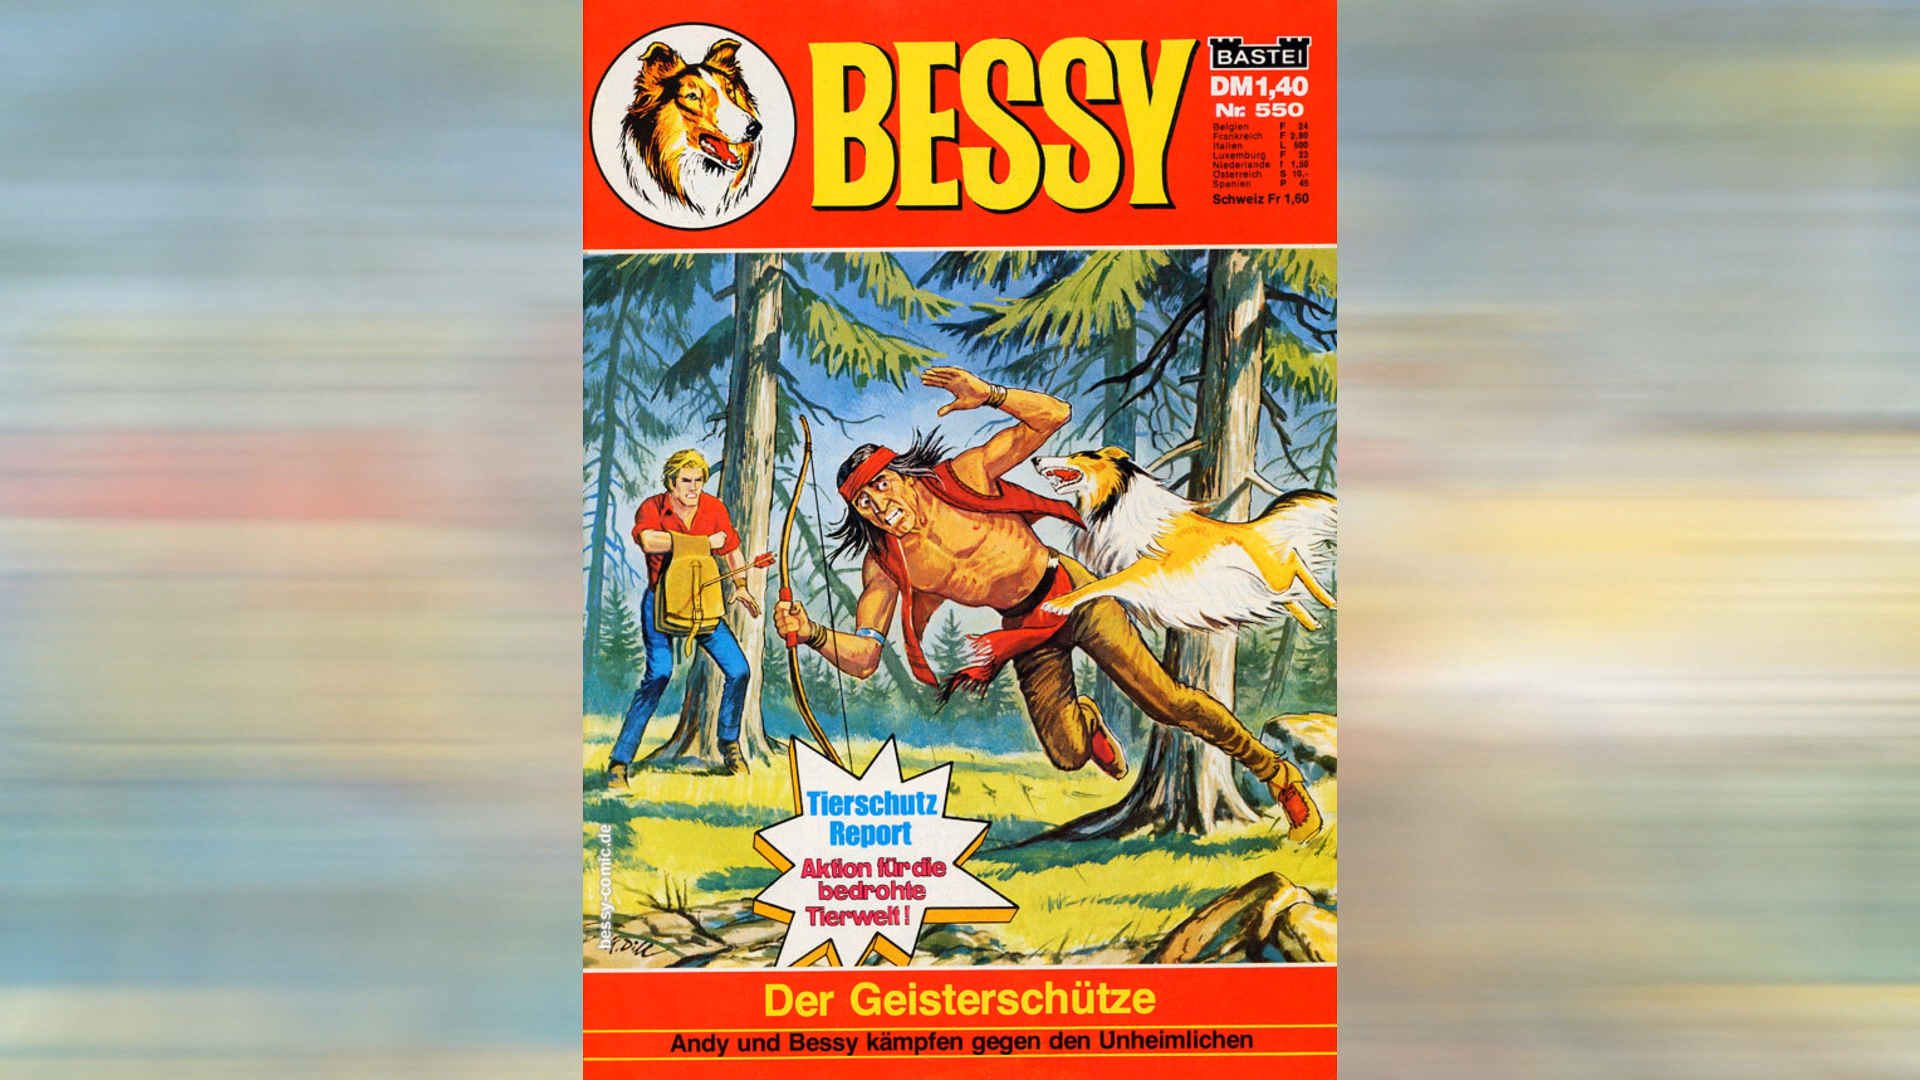 BESSY
BASTEI
DM 1,40
Nr. 550
Belgien F 24
Frankreich F 2,80
Italien L 500
Luxemburg F 23
Niederlande f 1,50
Österreich S 10,-
Spanien P 45
Schweiz Fr 1,60
Tierschutz
Report
Aktion für die
bedrohte
Tierwelt!
bessy-comic.de
K. Dill
Der Geisterschütze
Andy und Bessy kämpfen gegen den Unheimlichen